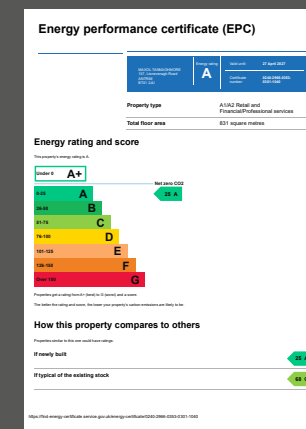 Energy performance certificate (EPC)
Energy rating
A
Valid until: 27 April 2027
Certificate number:
Property type A1/A2 Retail and Financial/Professional services
Total floor area 831 square metres
Energy rating and score
This property's energy rating is A.
Under 0 A+
Net zero CO2
0-25 A
25 A
26-50 B
51-75 C
76-100 D
101-125 E
126-150 F
Over 150 G
Properties get a rating from A+ (best) to G (worst) and a score.
The better the rating and score, the lower your property's carbon emissions are likely to be.
How this property compares to others
Properties similar to this one could have ratings:
If newly built
25 A
If typical of the existing stock
68 C